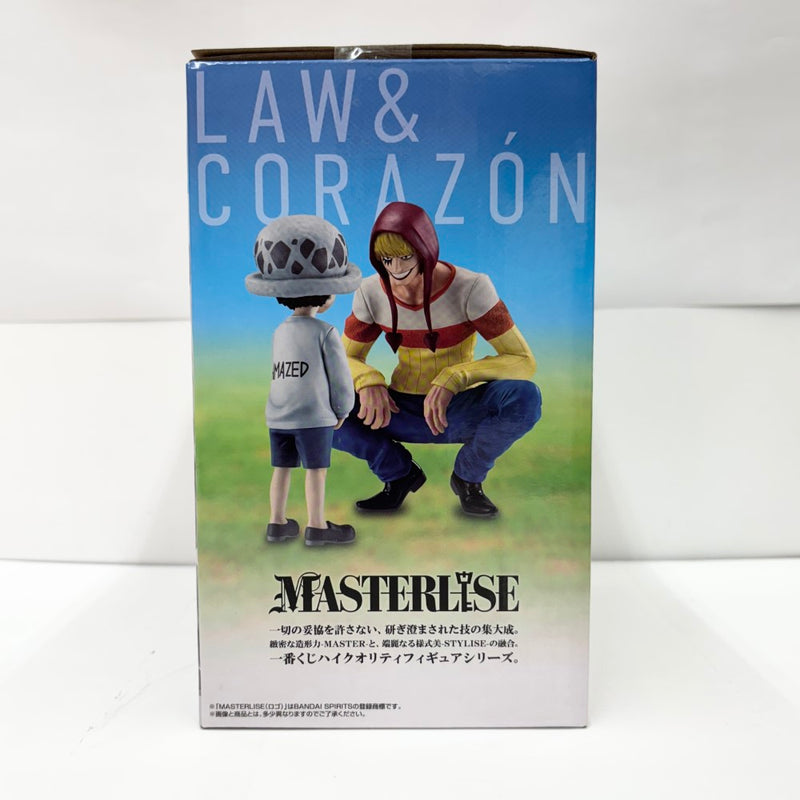 LAW&
CORAZÓN
AMAZED
MASTERLISE
一切の妥協を許さない、研ぎ澄まされた技の集大成。
緻密な造形力-MASTER-と、端麗なる様式美-STYLISE-の融合。
一番くじハイクオリティフィギュアシリーズ。
※「MASTERLISE(ロゴ)」はBANDAI SPIRITSの登録商標です。
※画像と商品とは、多少異なりますのでご了承ください。